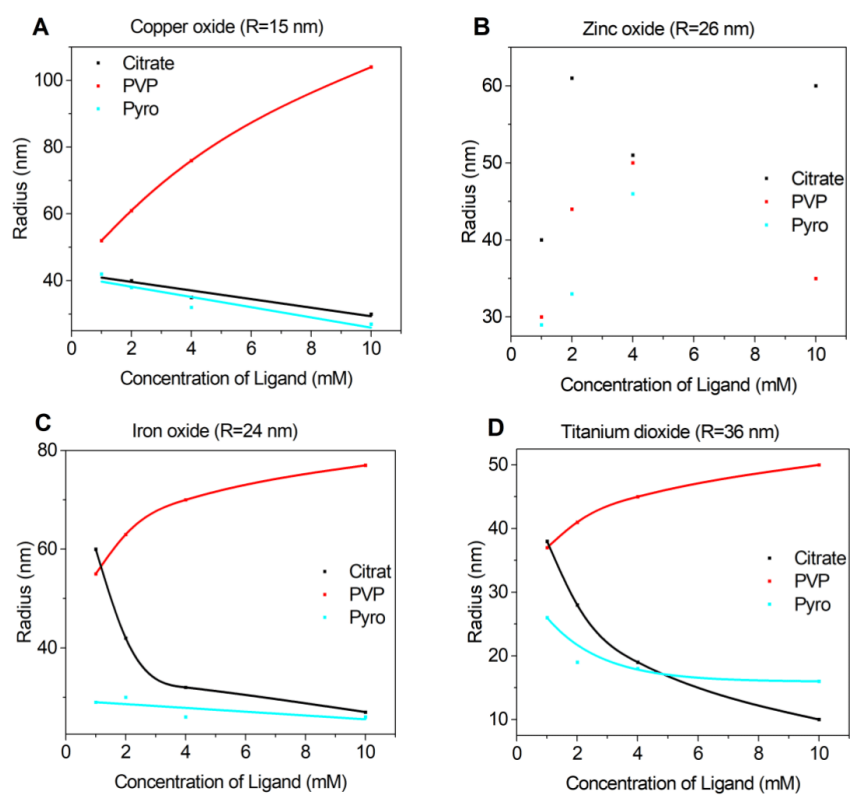 A
Copper oxide (R=15 nm)
Citrate
PVP
Pyro
100
80
60
40
Radius (nm)
0 2 4 6 8 10
Concentration of Ligand (mM)
B
Zinc oxide (R=26 nm)
60
50
40
30
Radius (nm)
Citrate
PVP
Pyro
0 2 4 6 8 10
Concentration of Ligand (mM)
C
Iron oxide (R=24 nm)
80
60
40
Radius (nm)
Citrat
PVP
Pyro
0 2 4 6 8 10
Concentration of Ligand (mM)
D
Titanium dioxide (R=36 nm)
50
40
30
20
10
Radius (nm)
Citrate
PVP
Pyro
0 2 4 6 8 10
Concentration of Ligand (mM)